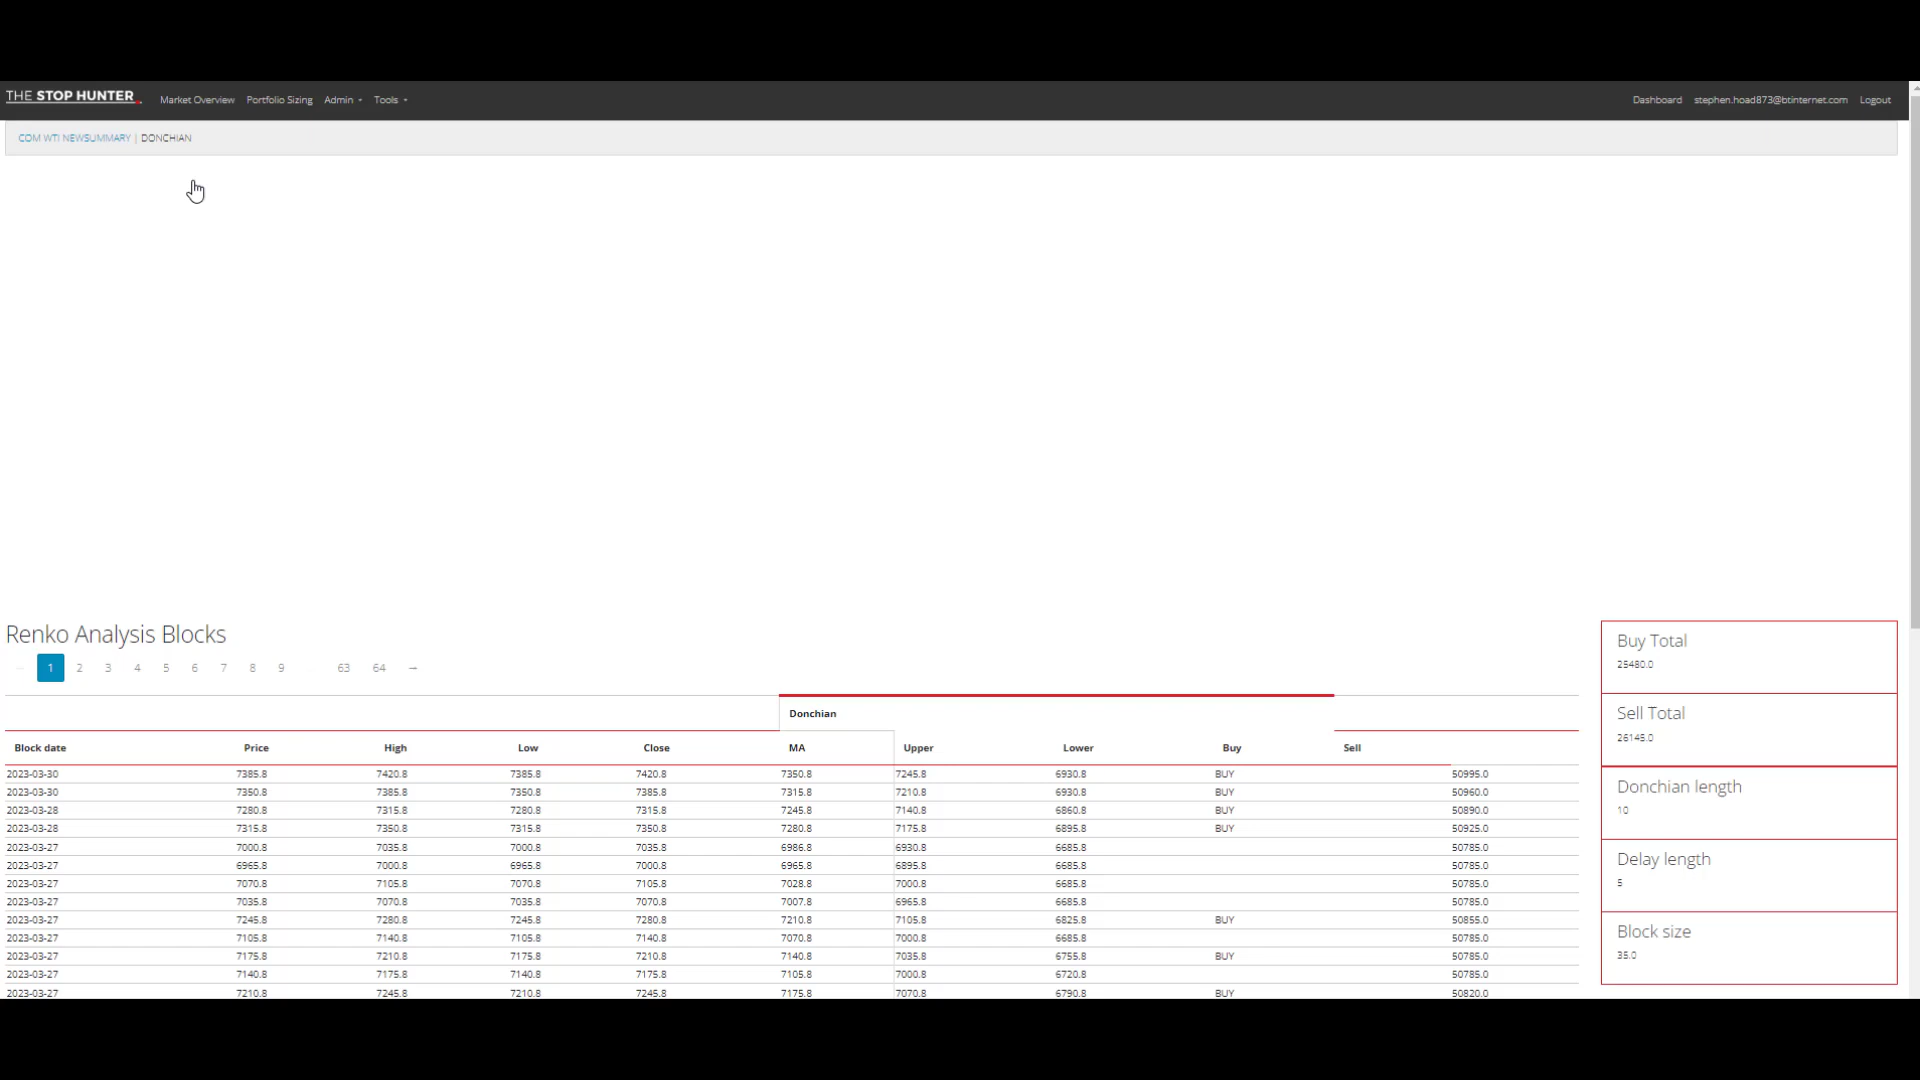 THE STOP HUNTER Market Overview Portfolio Sizing Admin Tools Dashboard stephen.hoad873@btinternet.com Logout
COM WTI NEWSUMMARY | DONCHIAN
Renko Analysis Blocks
1 2 3 4 5 6 7 8 9 63 64 →
Donchian
Block date Price High Low Close MA Upper Lower Buy Sell
2023-03-30 7385.8 7420.8 7385.8 7420.8 7350.8 7245.8 6930.8 BUY 50995.0
2023-03-30 7350.8 7385.8 7350.8 7385.8 7315.8 7210.8 6930.8 BUY 50960.0
2023-03-28 7280.8 7315.8 7280.8 7315.8 7245.8 7140.8 6860.8 BUY 50890.0
2023-03-28 7315.8 7350.8 7315.8 7350.8 7280.8 7175.8 6895.8 BUY 50925.0
2023-03-27 7000.8 7035.8 7000.8 7035.8 6986.8 6930.8 6685.8 50785.0
2023-03-27 6965.8 7000.8 6965.8 7000.8 6965.8 6895.8 6685.8 50785.0
2023-03-27 7070.8 7105.8 7070.8 7105.8 7028.8 7000.8 6685.8 50785.0
2023-03-27 7035.8 7070.8 7035.8 7070.8 7007.8 6965.8 6685.8 50785.0
2023-03-27 7245.8 7280.8 7245.8 7280.8 7210.8 7105.8 6825.8 BUY 50855.0
2023-03-27 7105.8 7140.8 7105.8 7140.8 7070.8 7000.8 6685.8 50785.0
2023-03-27 7175.8 7210.8 7175.8 7210.8 7140.8 7035.8 6755.8 BUY 50785.0
2023-03-27 7140.8 7175.8 7140.8 7175.8 7105.8 7000.8 6720.8 50785.0
2023-03-27 7210.8 7245.8 7210.8 7245.8 7175.8 7070.8 6790.8 BUY 50820.0
Buy Total
25480.0
Sell Total
26145.0
Donchian length
10
Delay length
5
Block size
35.0